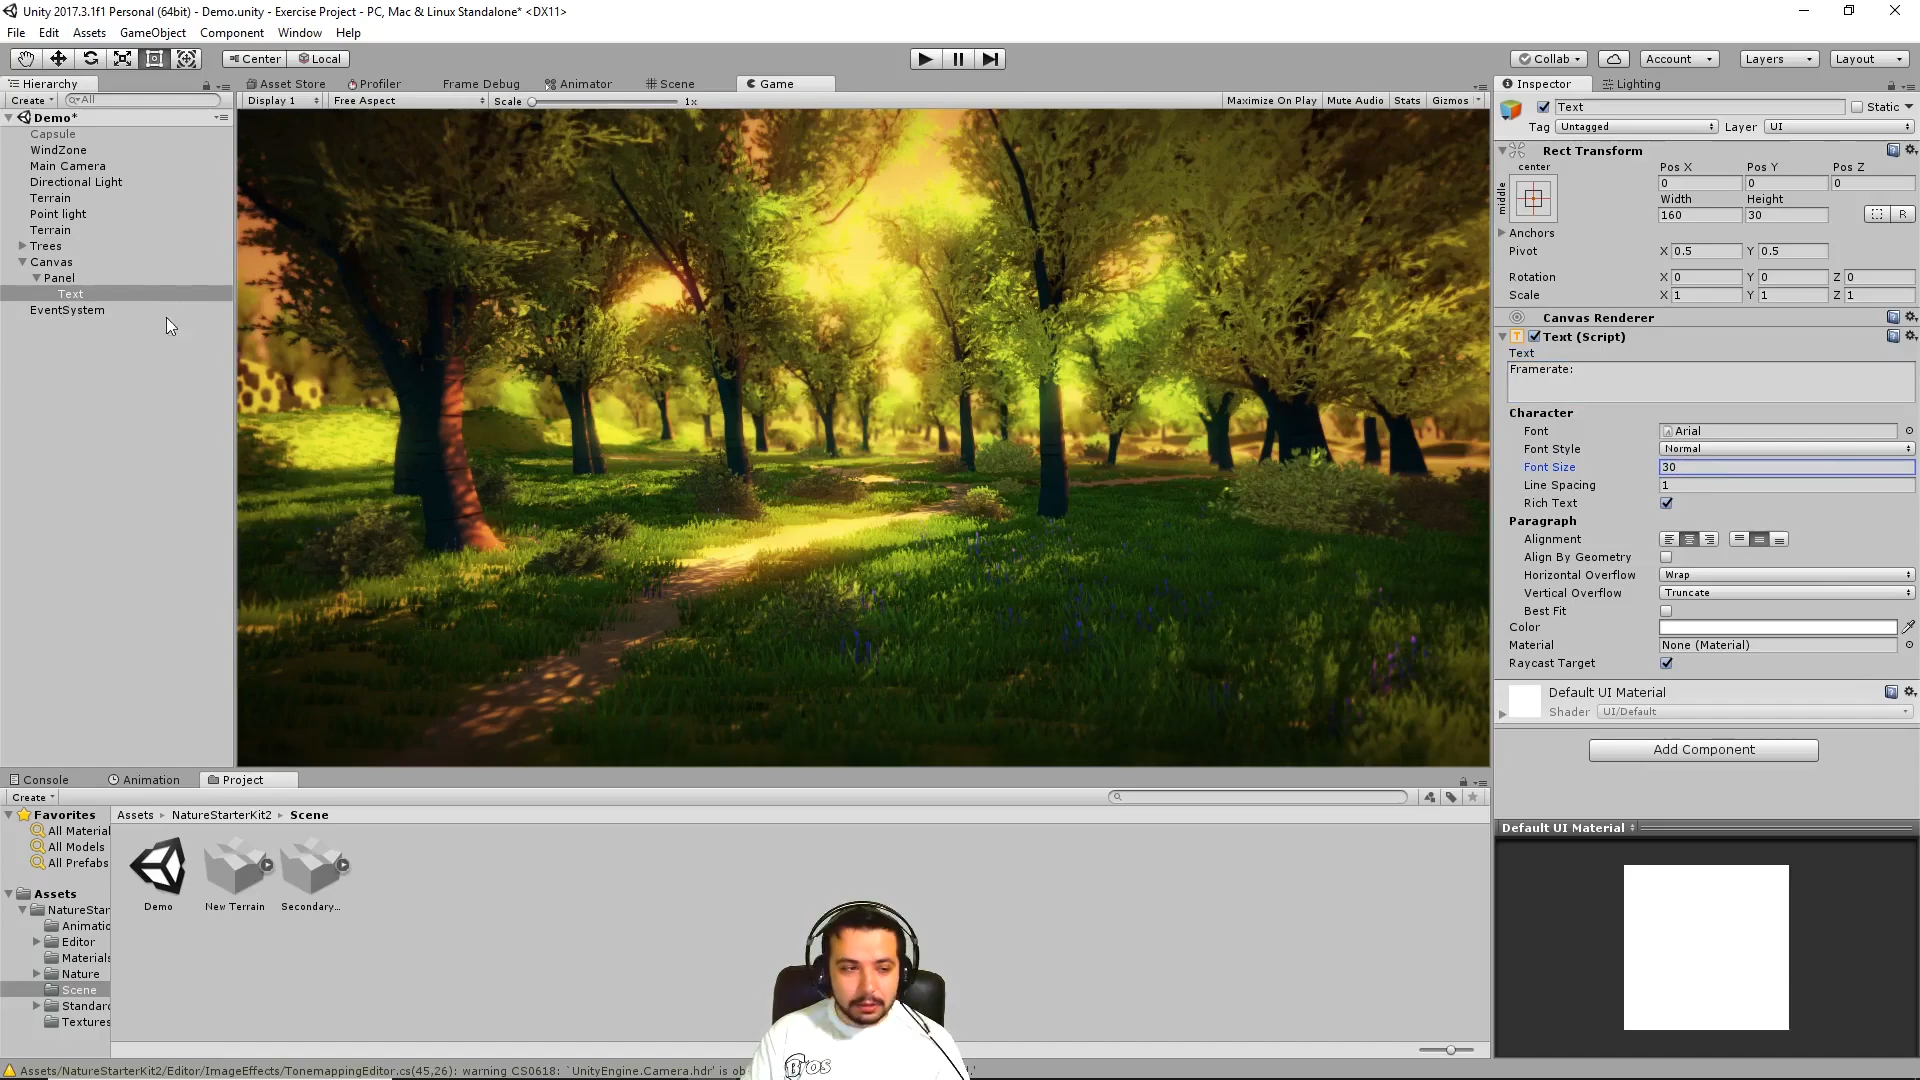 Unity 2017.3.1f1 Personal (64bit) - Demo.unity - Exercise Project - PC, Mac & Linux Standalone* <DX11>
File Edit Assets GameObject Component Window Help
Center Local Collab Account Layers Layout
Hierarchy
Create All
Demo*
Capsule
WindZone
Main Camera
Directional Light
Terrain
Point light
Terrain
Trees
Canvas
Panel
Text
EventSystem
Asset Store Profiler Frame Debug Animator Scene Game
Display 1 Free Aspect Scale 1x Maximize On Play Mute Audio Stats Gizmos
Inspector Lighting
Text Static
Tag Untagged Layer UI
Rect Transform
center Pos X Pos Y Pos Z
middle 0 0 0
Width Height
160 30 R
Anchors
Pivot X 0.5 Y 0.5
Rotation X 0 Y 0 Z 0
Scale X 1 Y 1 Z 1
Canvas Renderer
Text (Script)
Text
Framerate:
Character
Font Arial
Font Style Normal
Font Size 30
Line Spacing 1
Rich Text
Paragraph
Alignment
Align By Geometry
Horizontal Overflow Wrap
Vertical Overflow Truncate
Best Fit
Color
Material None (Material)
Raycast Target
Default UI Material
Shader UI/Default
Add Component
Default UI Material
Console Animation Project
Create
Favorites
All Material
All Models
All Prefabs
Assets
NatureStar
Animatio
Editor
Materials
Nature
Scene
Standard
Textures
Assets NatureStarterKit2 Scene
Demo New Terrain Secondary...
Bros
Assets/NatureStarterKit2/Editor/ImageEffects/TonemappingEditor.cs(45,26): warning CS0618: `UnityEngine.Camera.hdr' is ob